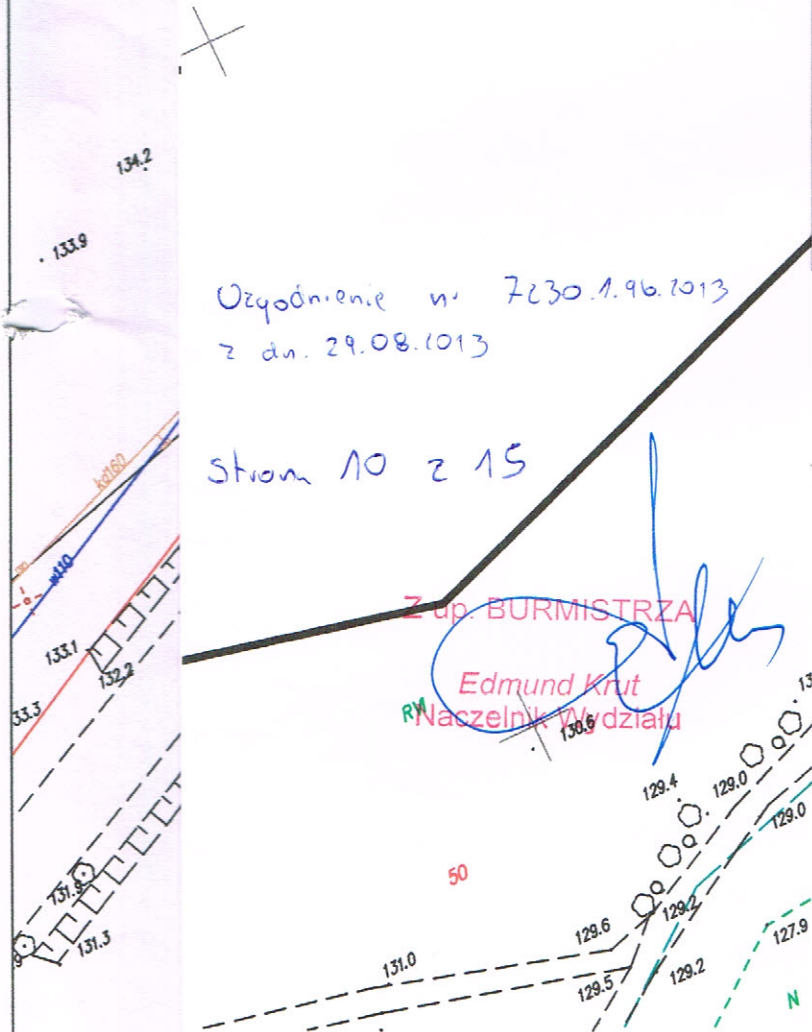 134.2
133.9
Uzgodnienie nr 7230.1.96.2013
z dn. 29.08.2013
kd160
Strona 10 z 15
w110
Z up. BURMISTRZA
133.1
132.2
Edmund Krut
Naczelnik Wydziału
33.3
130.6
129.4
129.0
129.0
50
131.9
129.2
129.6
127.9
131.3
131.0
129.5
129.2
N